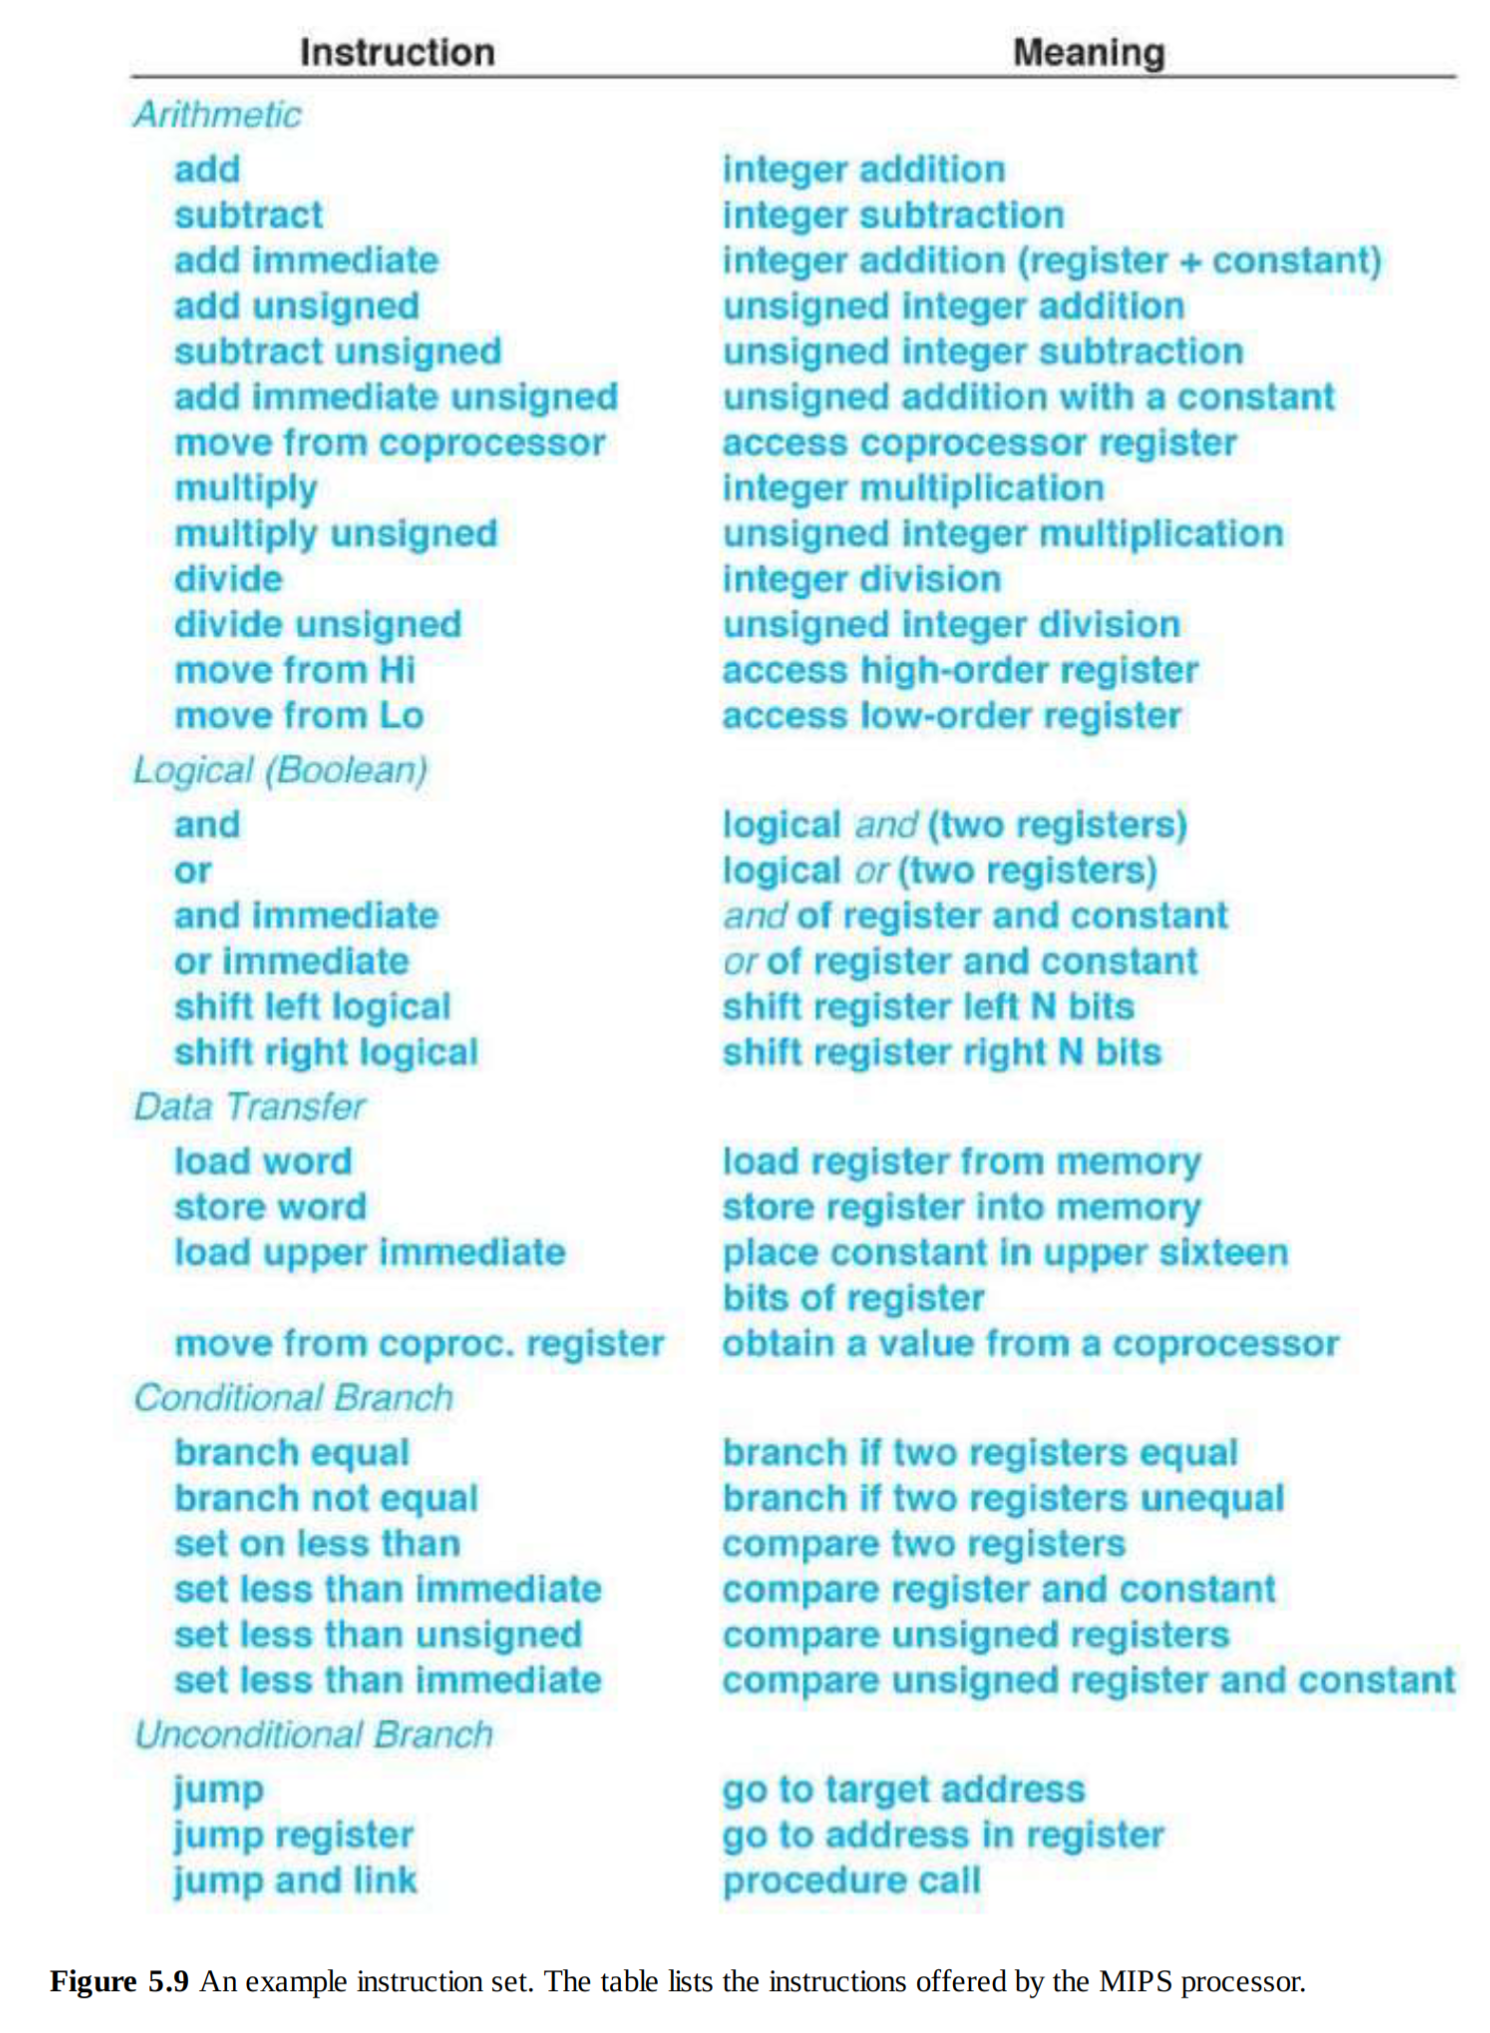 Instruction Meaning
Arithmetic
add integer addition
subtract integer subtraction
add immediate integer addition (register + constant)
add unsigned unsigned integer addition
subtract unsigned unsigned integer subtraction
add immediate unsigned unsigned addition with a constant
move from coprocessor access coprocessor register
multiply integer multiplication
multiply unsigned unsigned integer multiplication
divide integer division
divide unsigned unsigned integer division
move from Hi access high-order register
move from Lo access low-order register
Logical (Boolean)
and logical and (two registers)
or logical or (two registers)
and immediate and of register and constant
or immediate or of register and constant
shift left logical shift register left N bits
shift right logical shift register right N bits
Data Transfer
load word load register from memory
store word store register into memory
load upper immediate place constant in upper sixteen
bits of register
move from coproc. register obtain a value from a coprocessor
Conditional Branch
branch equal branch if two registers equal
branch not equal branch if two registers unequal
set on less than compare two registers
set less than immediate compare register and constant
set less than unsigned compare unsigned registers
set less than immediate compare unsigned register and constant
Unconditional Branch
jump go to target address
jump register go to address in register
jump and link procedure call
Figure 5.9 An example instruction set. The table lists the instructions offered by the MIPS processor.